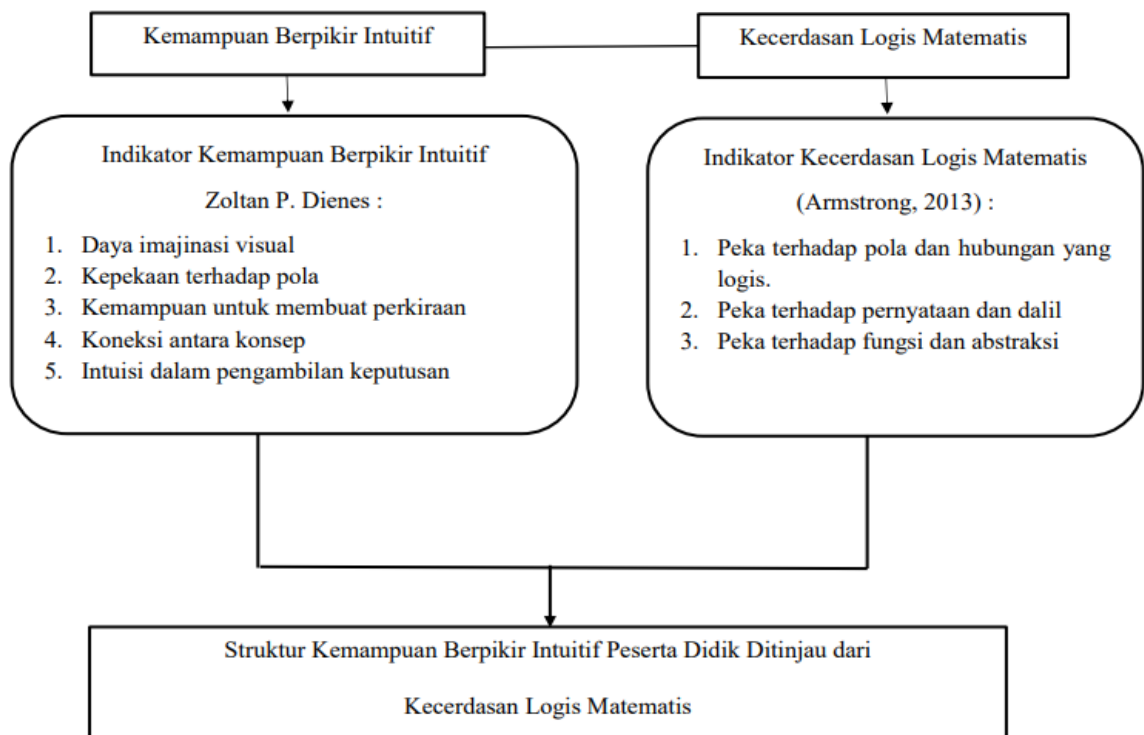 Kemampuan Berpikir Intuitif
Kecerdasan Logis Matematis
Indikator Kemampuan Berpikir Intuitif
Zoltan P. Dienes :
1. Daya imajinasi visual
2. Kepekaan terhadap pola
3. Kemampuan untuk membuat perkiraan
4. Koneksi antara konsep
5. Intuisi dalam pengambilan keputusan
Indikator Kecerdasan Logis Matematis
(Armstrong, 2013) :
1. Peka terhadap pola dan hubungan yang
logis.
2. Peka terhadap pernyataan dan dalil
3. Peka terhadap fungsi dan abstraksi
Struktur Kemampuan Berpikir Intuitif Peserta Didik Ditinjau dari
Kecerdasan Logis Matematis